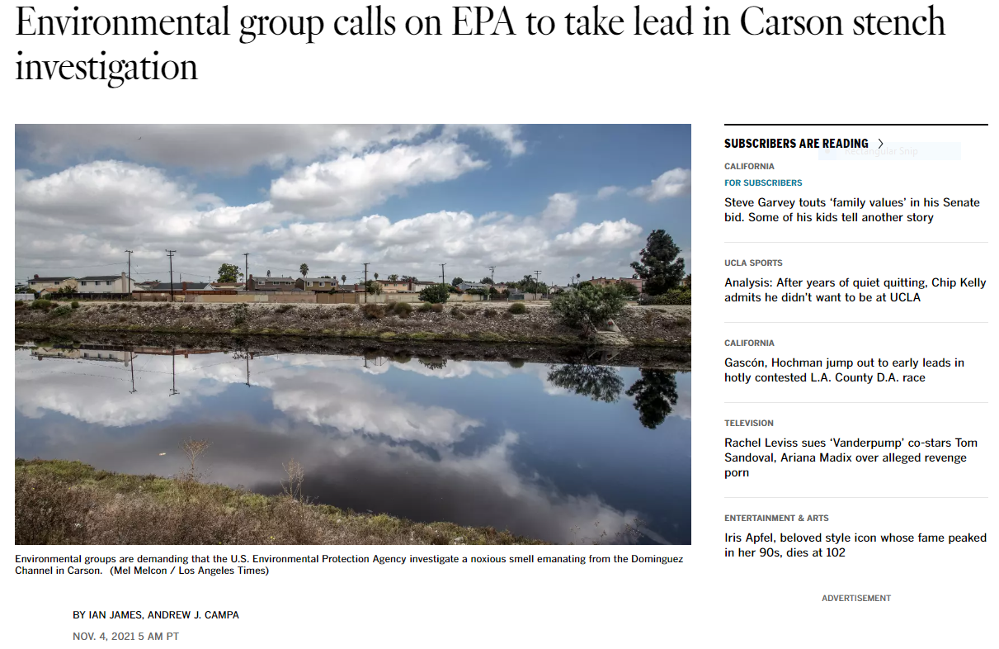 Environmental group calls on EPA to take lead in Carson stench
investigation
SUBSCRIBERS ARE READING
Rectangular Snip
CALIFORNIA
FOR SUBSCRIBERS
Steve Garvey touts ‘family values’ in his Senate
bid. Some of his kids tell another story
UCLA SPORTS
Analysis: After years of quiet quitting, Chip Kelly
admits he didn’t want to be at UCLA
CALIFORNIA
Gascón, Hochman jump out to early leads in
hotly contested L.A. County D.A. race
TELEVISION
Rachel Leviss sues ‘Vanderpump’ co-stars Tom
Sandoval, Ariana Madix over alleged revenge
porn
ENTERTAINMENT & ARTS
Iris Apfel, beloved style icon whose fame peaked
in her 90s, dies at 102
ADVERTISEMENT
Environmental groups are demanding that the U.S. Environmental Protection Agency investigate a noxious smell emanating from the Dominguez
Channel in Carson. (Mel Melcon / Los Angeles Times)
BY IAN JAMES, ANDREW J. CAMPA
NOV. 4, 2021 5 AM PT